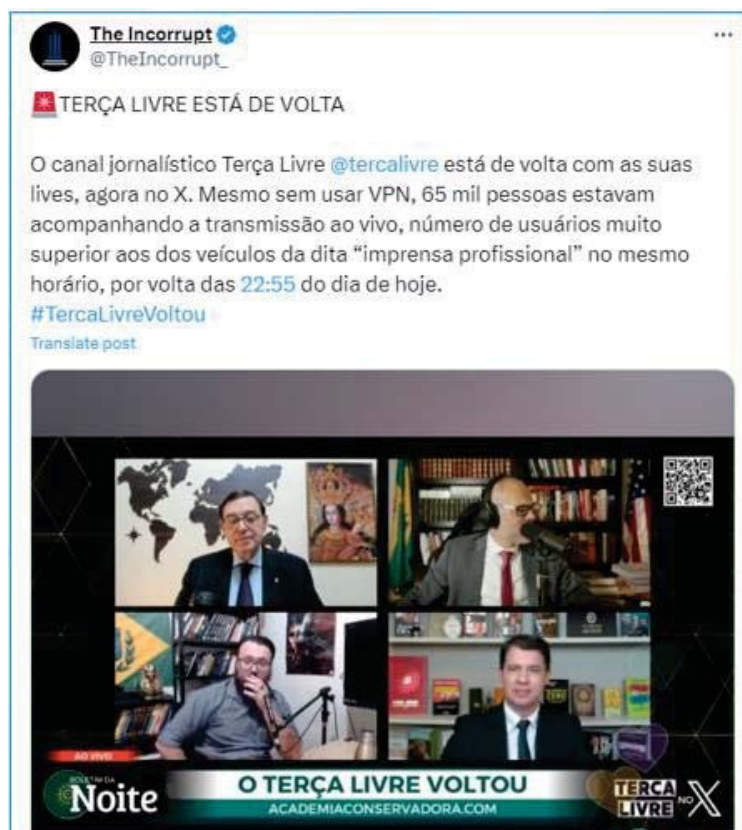 The Incorrupt
@TheIncorrupt_
🚨TERÇA LIVRE ESTÁ DE VOLTA
O canal jornalístico Terça Livre @tercalivre está de volta com as suas
lives, agora no X. Mesmo sem usar VPN, 65 mil pessoas estavam
acompanhando a transmissão ao vivo, número de usuários muito
superior aos dos veículos da dita “imprensa profissional” no mesmo
horário, por volta das 22:55 do dia de hoje.
#TercaLivreVoltou
Translate post
AO VIVO
BOLETIM DA
Noite
O TERÇA LIVRE VOLTOU
ACADEMIACONSERVADORA.COM
TERÇA
LIVRE
NO X